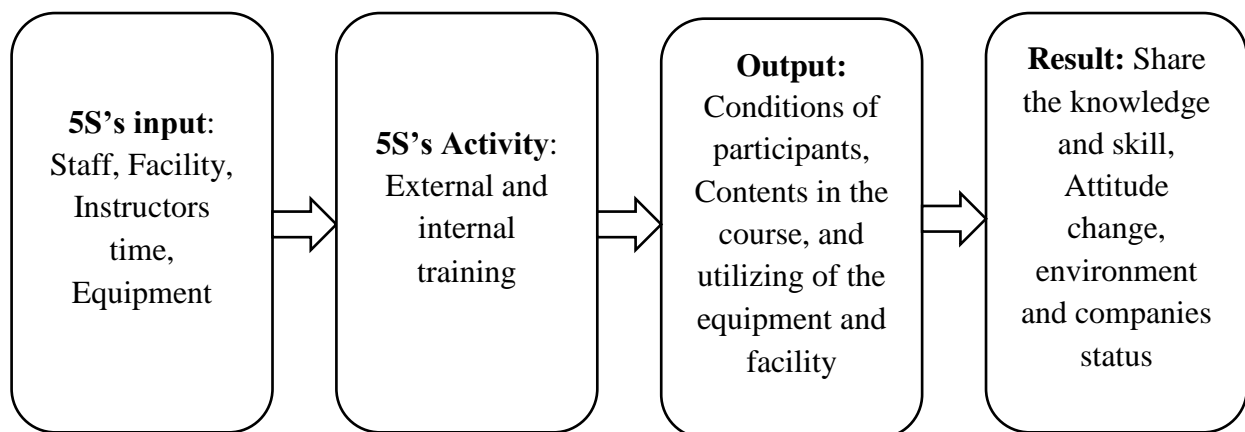 5S’s input:
Staff, Facility,
Instructors
time,
Equipment
5S’s Activity:
External and
internal
training
Output:
Conditions of
participants,
Contents in the
course, and
utilizing of the
equipment and
facility
Result: Share
the knowledge
and skill,
Attitude
change,
environment
and companies
status